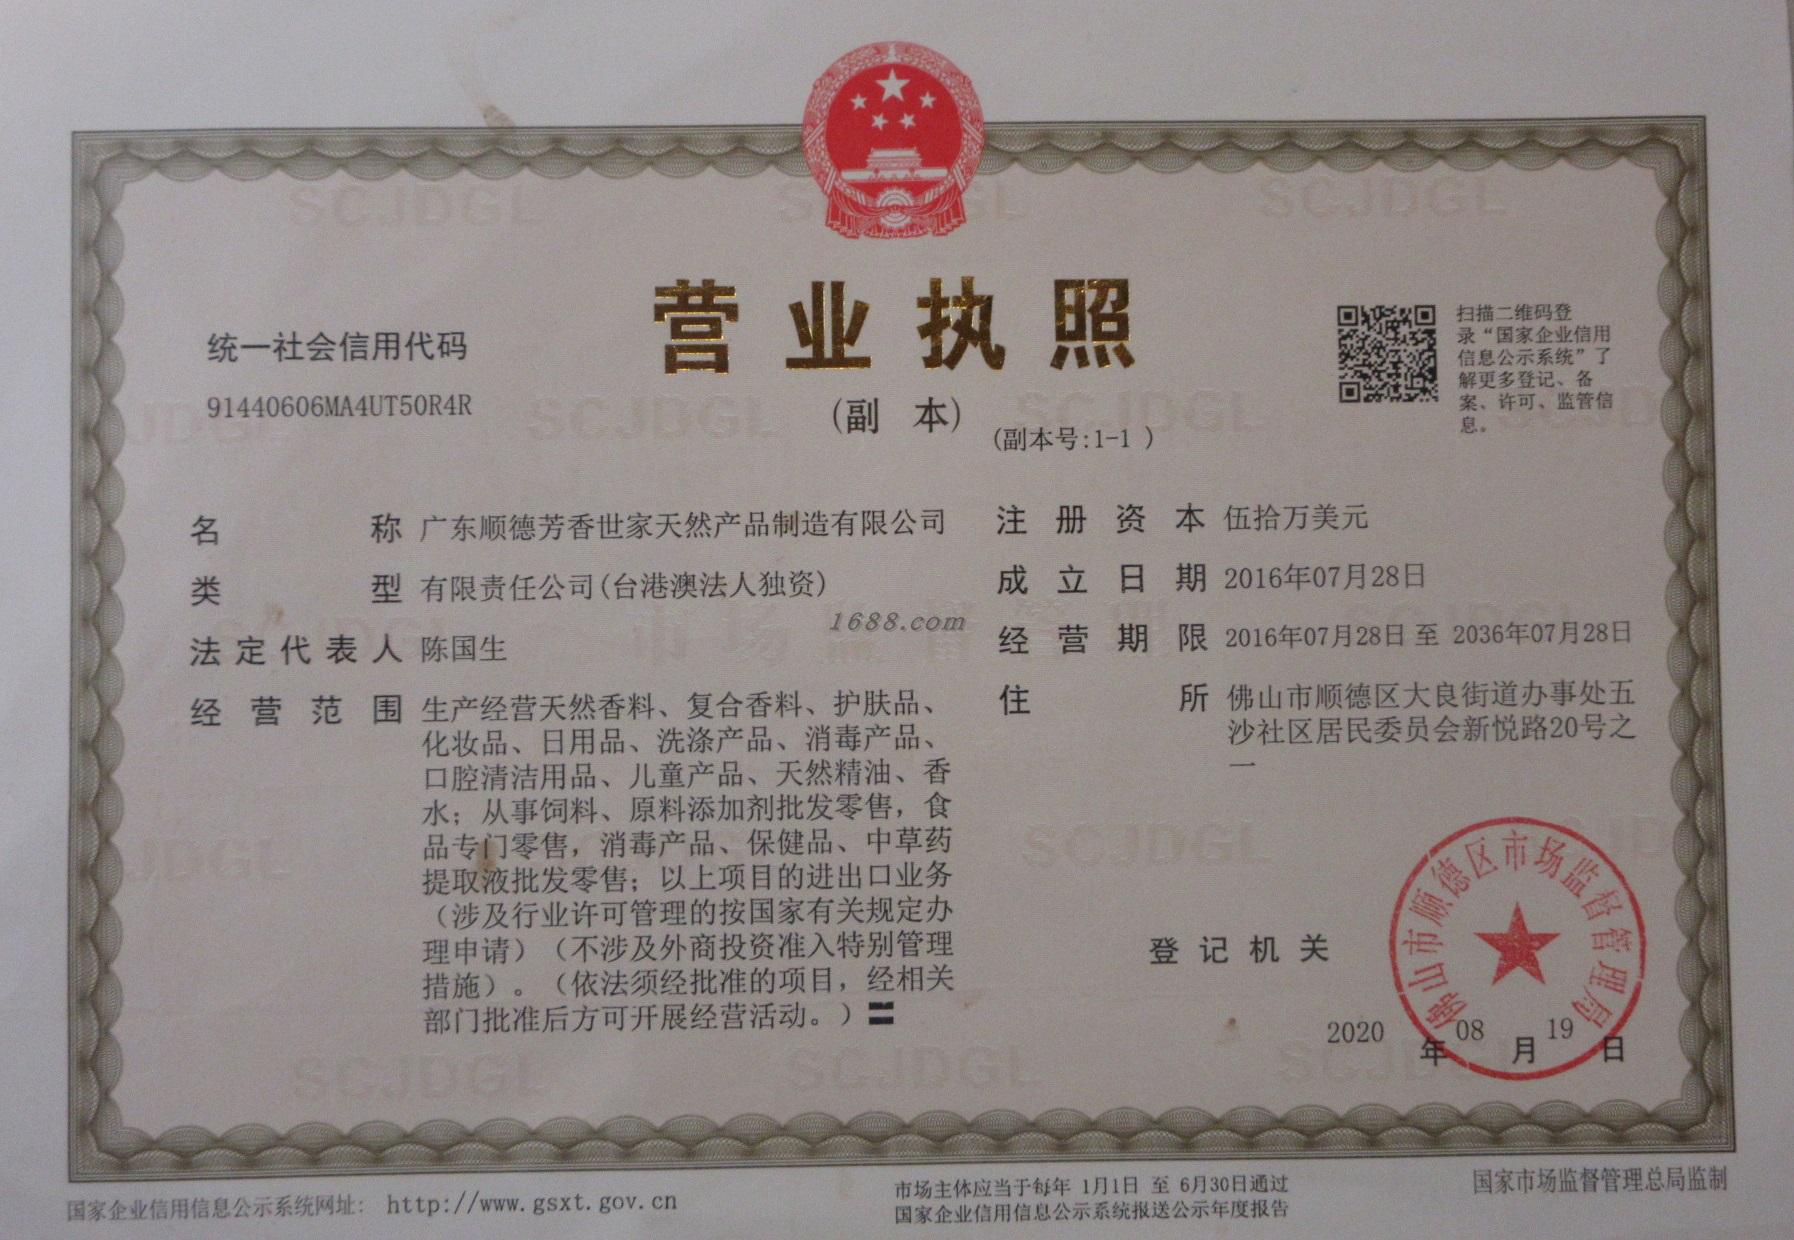 营业执照
(副 本)
(副本号:1-1 )
统一社会信用代码
91440606MA4UT50R4R
扫描二维码登
录“国家企业信用
信息公示系统”了
解更多登记、备
案、许可、监管信
息。
名 称 广东顺德芳香世家天然产品制造有限公司
类 型 有限责任公司(台港澳法人独资)
法定代表人 陈国生
经营范围 生产经营天然香料、复合香料、护肤品、
化妆品、日用品、洗涤产品、消毒产品、
口腔清洁用品、儿童产品、天然精油、香
水；从事饲料、原料添加剂批发零售，食
品专门零售，消毒产品、保健品、中草药
提取液批发零售；以上项目的进出口业务
（涉及行业许可管理的按国家有关规定办
理申请）（不涉及外商投资准入特别管理
措施）。（依法须经批准的项目，经相关
部门批准后方可开展经营活动。）
注册资本 伍拾万美元
成立日期 2016年07月28日
经营期限 2016年07月28日 至 2036年07月28日
住 所 佛山市顺德区大良街道办事处五
沙社区居民委员会新悦路20号之
一
1688.com
登记机关
佛山市顺德区市场监督管理局
2020年08月19日
国家企业信用信息公示系统网址： http://www.gsxt.gov.cn
市场主体应当于每年 1月1日 至 6月30日通过
国家企业信用信息公示系统报送公示年度报告
国家市场监督管理总局监制
SCJDGL